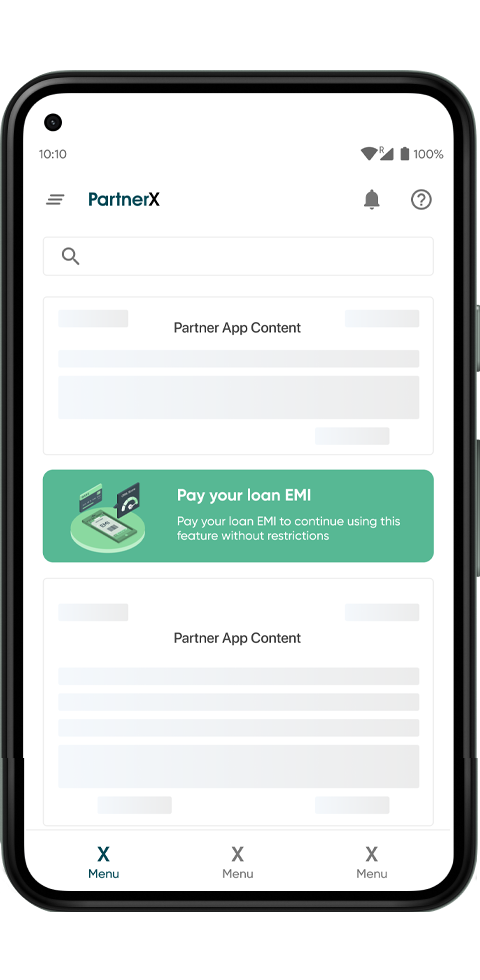 10:10
R
100%
PartnerX
Partner App Content
Pay your loan EMI
Pay your loan EMI to continue using this
feature without restrictions
EMI
Partner App Content
X
X
X
Menu
Menu
Menu